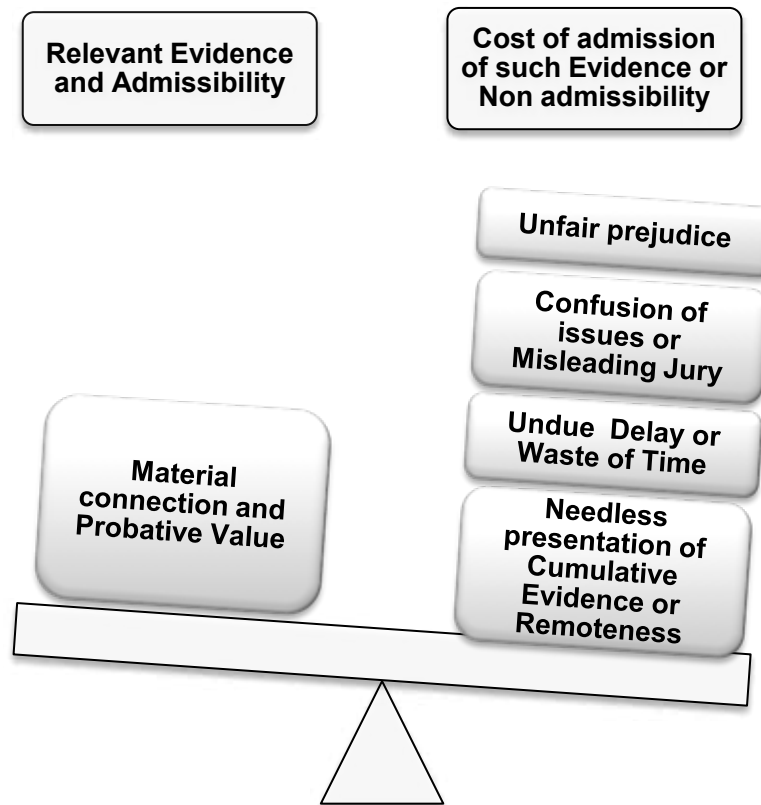 Relevant Evidence
and Admissibility
Cost of admission
of such Evidence or
Non admissibility
Unfair prejudice
Confusion of
issues or
Misleading Jury
Undue  Delay or
Waste of Time
Needless
presentation of
Cumulative
Evidence or
Remoteness
Material
connection and
Probative Value